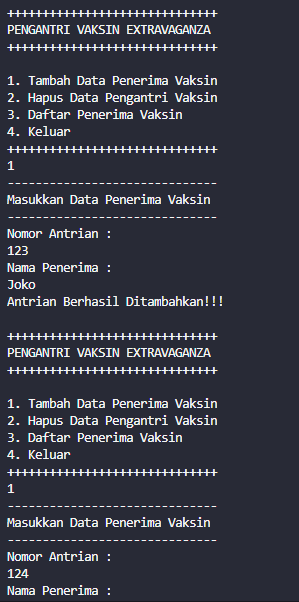 ++++++++++++++++++++++++++++++
PENGANTRI VAKSIN EXTRAVAGANZA
++++++++++++++++++++++++++++++
1. Tambah Data Penerima Vaksin
2. Hapus Data Pengantri Vaksin
3. Daftar Penerima Vaksin
4. Keluar
++++++++++++++++++++++++++++++
1
------------------------------
Masukkan Data Penerima Vaksin
------------------------------
Nomor Antrian :
123
Nama Penerima :
Joko
Antrian Berhasil Ditambahkan!!!
++++++++++++++++++++++++++++++
PENGANTRI VAKSIN EXTRAVAGANZA
++++++++++++++++++++++++++++++
1. Tambah Data Penerima Vaksin
2. Hapus Data Pengantri Vaksin
3. Daftar Penerima Vaksin
4. Keluar
++++++++++++++++++++++++++++++
1
------------------------------
Masukkan Data Penerima Vaksin
------------------------------
Nomor Antrian :
124
Nama Penerima :